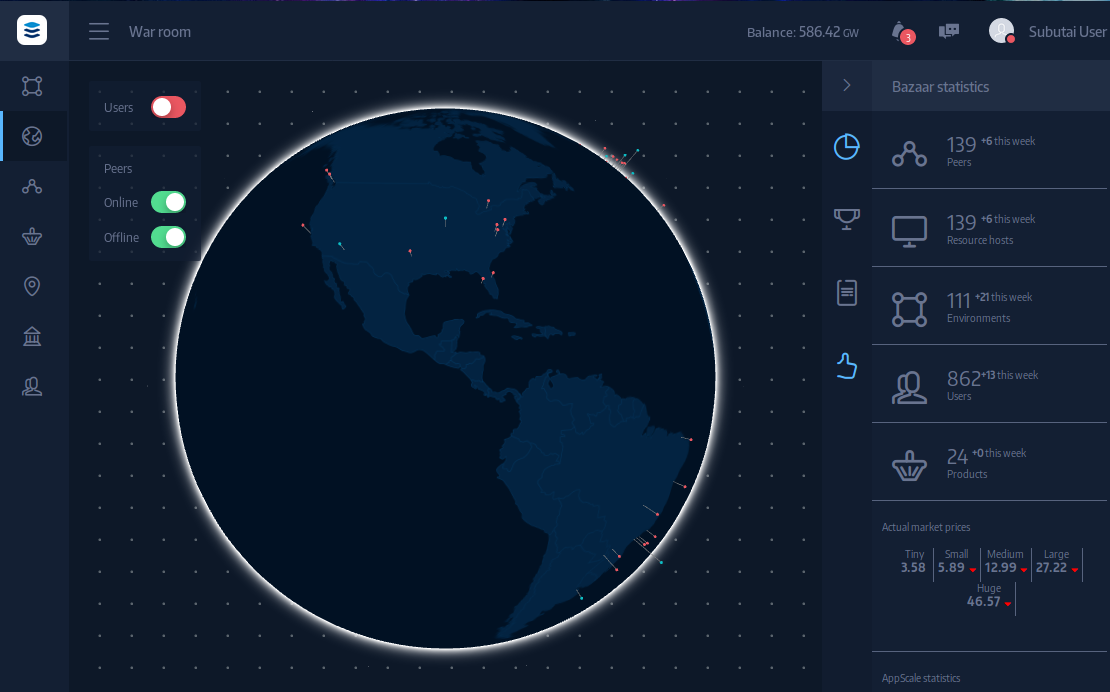 War room
Balance: 586.42 GW
3
Subutai User
Users
Peers
Online
Offline
Bazaar statistics
139 +6 this week
Peers
139 +6 this week
Resource hosts
111 +21 this week
Environments
862 +13 this week
Users
24 +0 this week
Products
Actual market prices
Tiny Small Medium Large
3.58 5.89 12.99 27.22
Huge
46.57
AppScale statistics